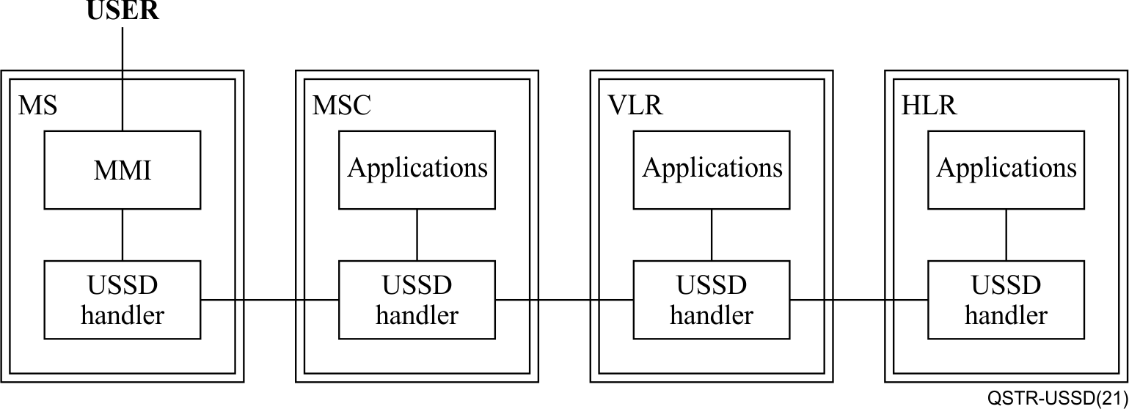 USER
MS
MSC
VLR
HLR
MMI
Applications
Applications
Applications
USSD
handler
USSD
handler
USSD
handler
USSD
handler
QSTR-USSD(21)